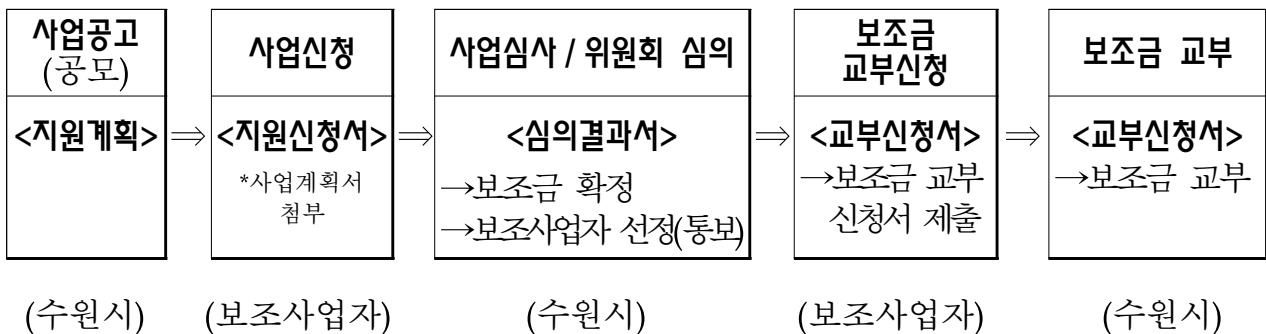 사업공고
(공모)
사업신청
사업심사 / 위원회 심의
보조금
교부신청
보조금 교부
<지원계획>
⇒
<지원신청서>
*사업계획서
첨부
⇒
<심의결과서>
→보조금 확정
→보조사업자 선정(통보)
⇒
<교부신청서>
→보조금 교부
신청서 제출
⇒
<교부신청서>
→보조금 교부
(수원시)
(보조사업자)
(수원시)
(보조사업자)
(수원시)